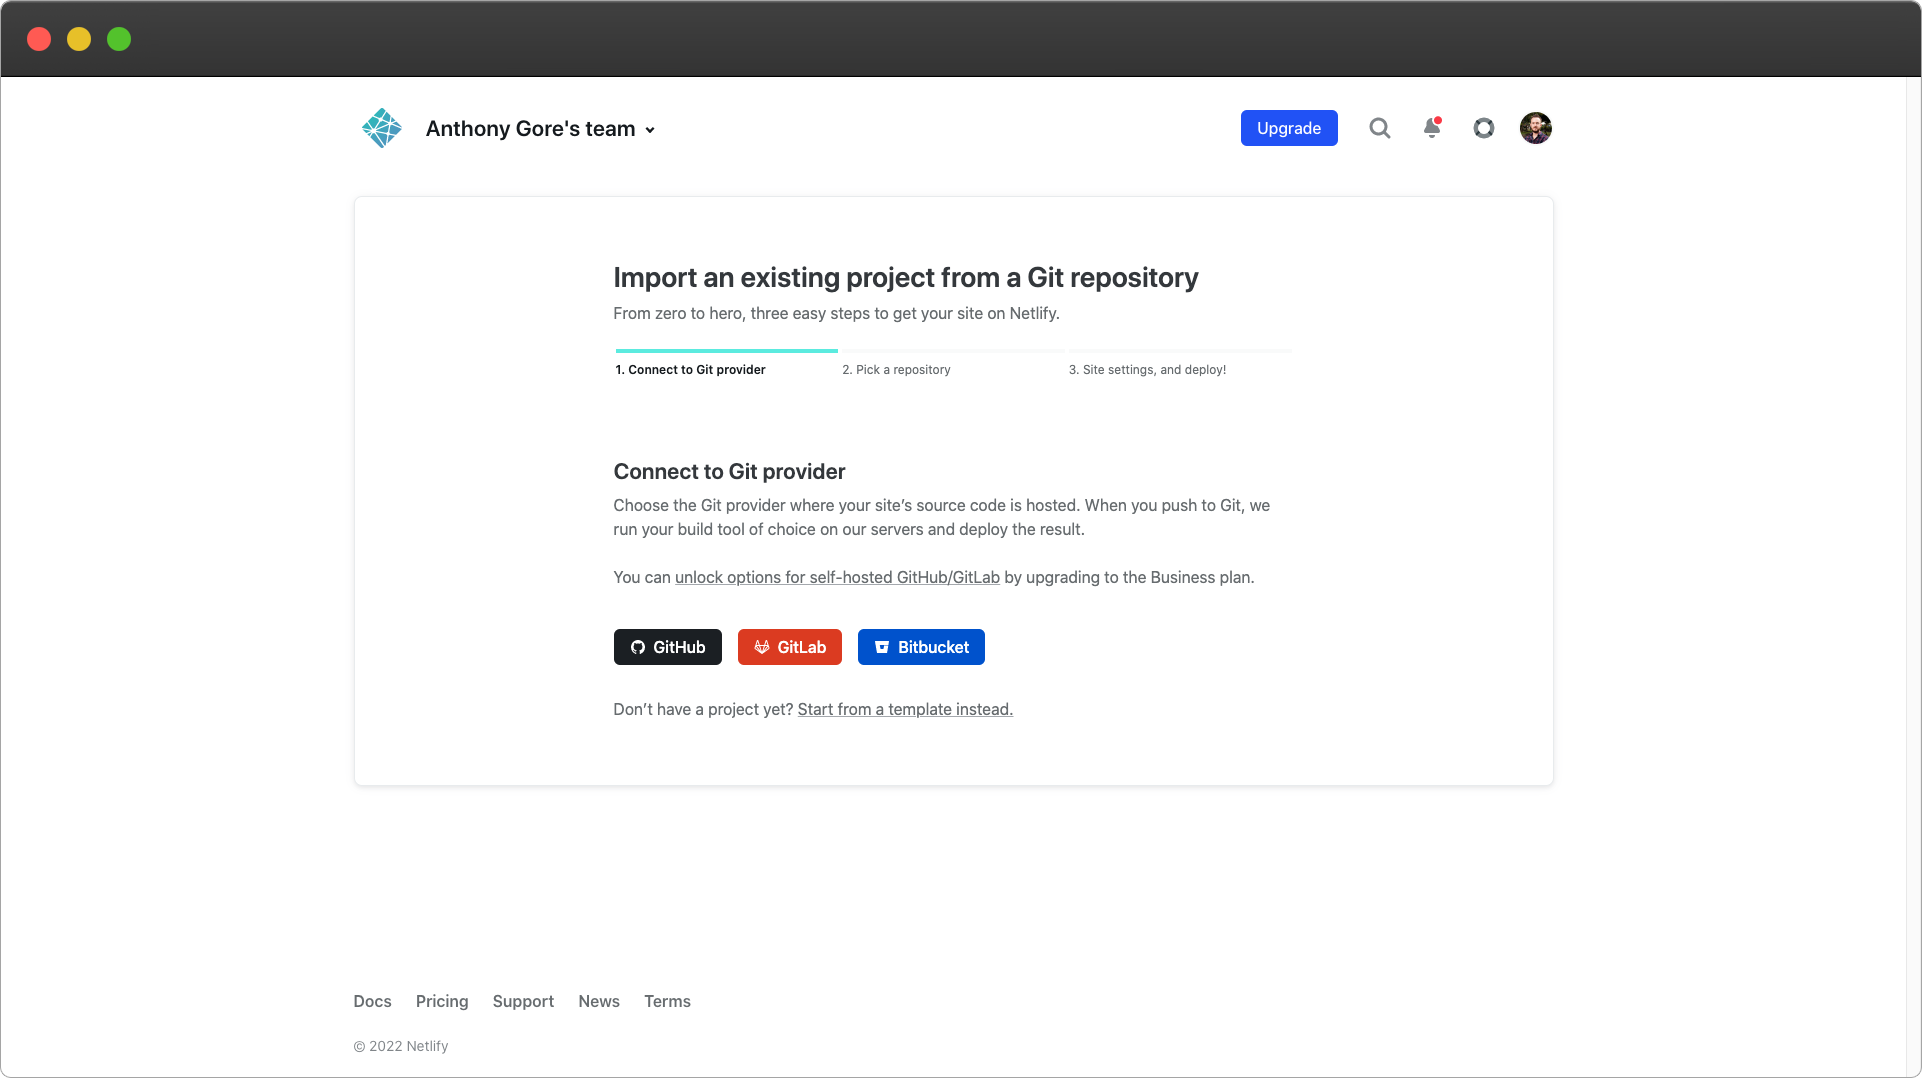 Anthony Gore's team
Upgrade
Import an existing project from a Git repository
From zero to hero, three easy steps to get your site on Netlify.
1. Connect to Git provider
2. Pick a repository
3. Site settings, and deploy!
Connect to Git provider
Choose the Git provider where your site’s source code is hosted. When you push to Git, we
run your build tool of choice on our servers and deploy the result.
You can unlock options for self-hosted GitHub/GitLab by upgrading to the Business plan.
GitHub
GitLab
Bitbucket
Don’t have a project yet? Start from a template instead.
Docs
Pricing
Support
News
Terms
© 2022 Netlify